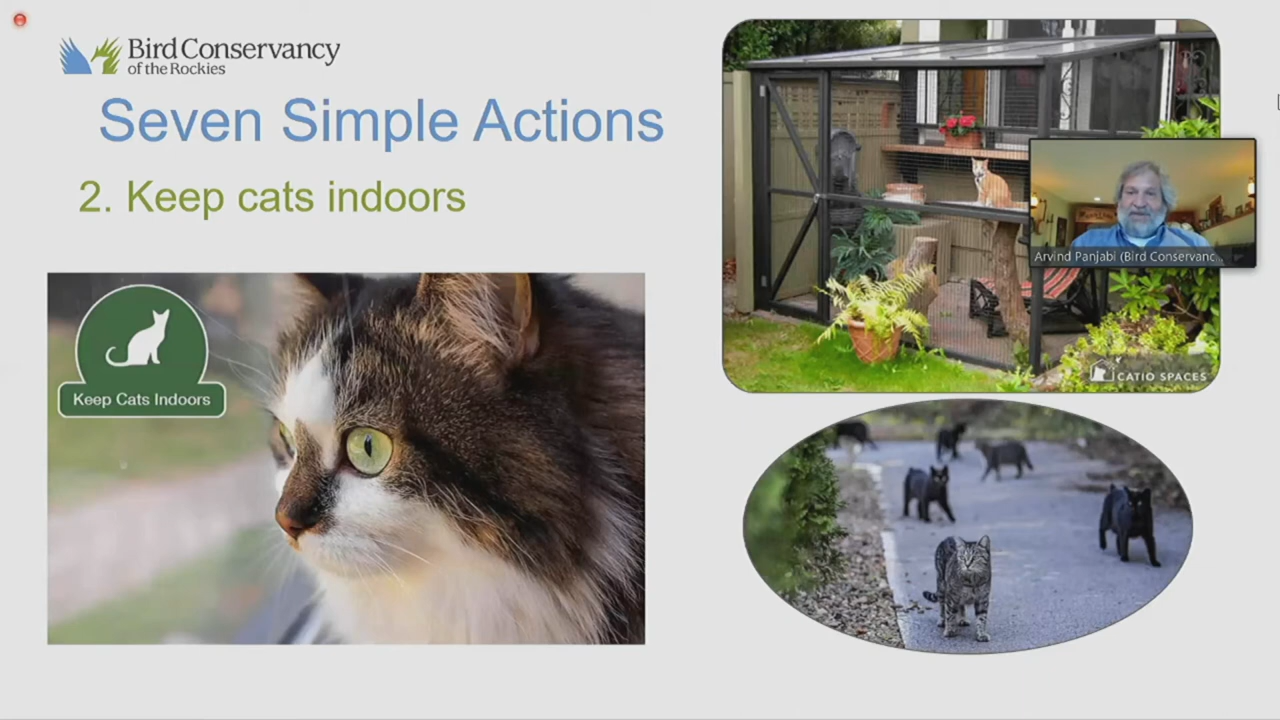 Bird Conservancy
of the Rockies
Seven Simple Actions
2. Keep cats indoors
Keep Cats Indoors
Arvind Panjabi (Bird Conservanc...
CATIO SPACES